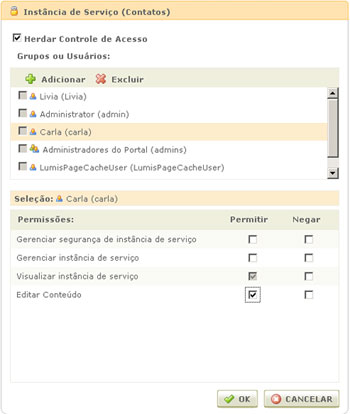 Instância de Serviço (Contatos)
Herdar Controle de Acesso
Grupos ou Usuários:
Adicionar Excluir
Livia (Livia)
Administrator (admin)
Carla (carla)
Administradores do Portal (admins)
LumisPageCacheUser (LumisPageCacheUser)
Seleção: Carla (carla)
Permissões: Permitir Negar
Gerenciar segurança de instância de serviço
Gerenciar instância de serviço
Visualizar instância de serviço
Editar Conteúdo
OK CANCELAR